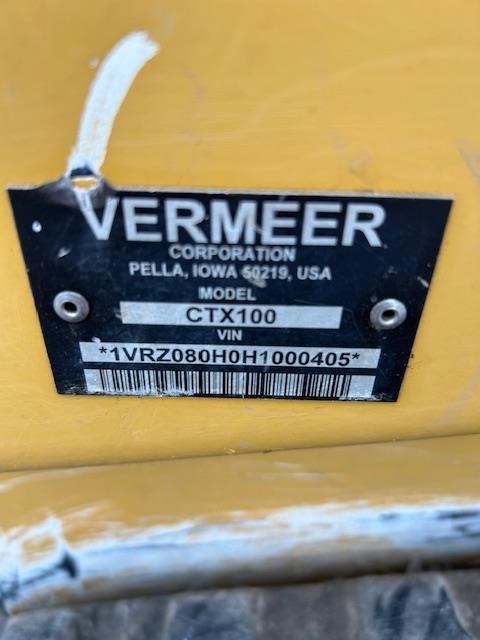 VERMEER
CORPORATION
PELLA, IOWA 50219, USA
MODEL
CTX100
VIN
*1VRZ080H0H1000405*